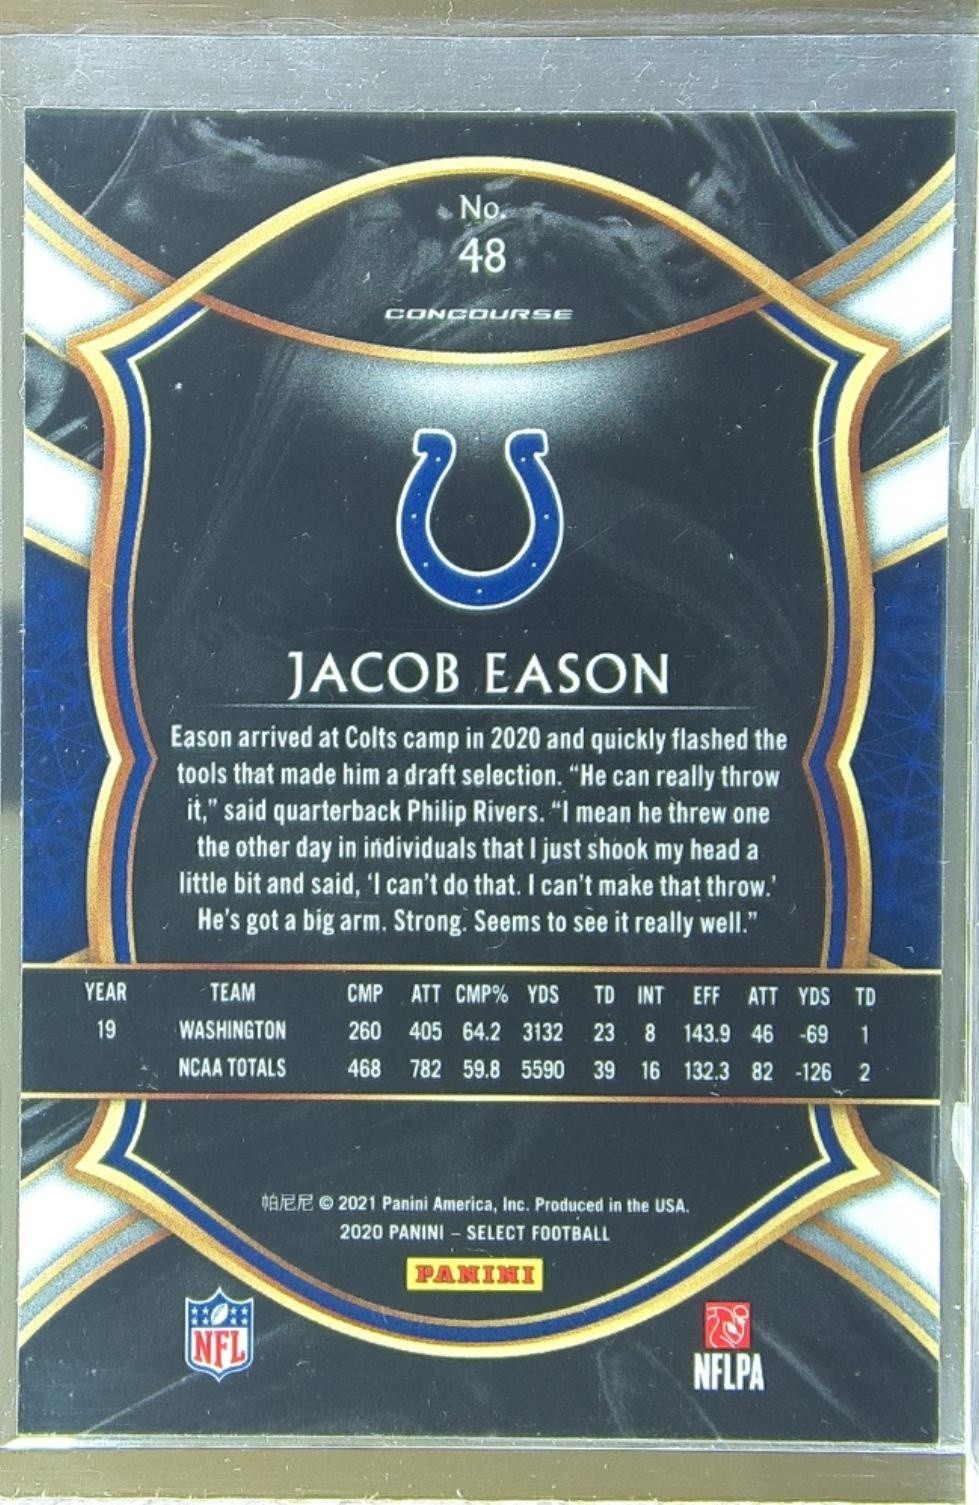 No.
48
CONCOURSE
JACOB EASON
Eason arrived at Colts camp in 2020 and quickly flashed the
tools that made him a draft selection. “He can really throw
it,” said quarterback Philip Rivers. “I mean he threw one
the other day in individuals that I just shook my head a
little bit and said, ‘I can’t do that. I can’t make that throw.’
He’s got a big arm. Strong. Seems to see it really well.”
YEAR TEAM CMP ATT CMP% YDS TD INT EFF ATT YDS TD
19 WASHINGTON 260 405 64.2 3132 23 8 143.9 46 -69 1
NCAA TOTALS 468 782 59.8 5590 39 16 132.3 82 -126 2
帕尼尼 © 2021 Panini America, Inc. Produced in the USA.
2020 PANINI – SELECT FOOTBALL
PANINI
NFL
NFLPA